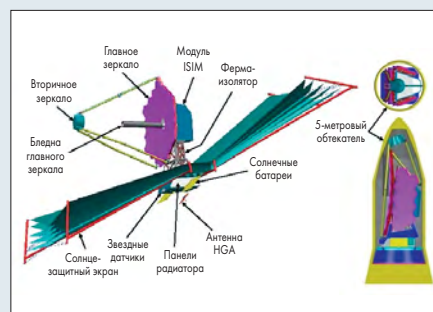 Главное
зеркало
Модуль
ISIM
Ферма-
изолятор
Вторичное
зеркало
Бледна
главного
зеркала
5-метровый
обтекатель
Солнечные
батареи
Звездные
датчики
Антенна
HGA
Панели
радиатора
Солнце-
защитный экран